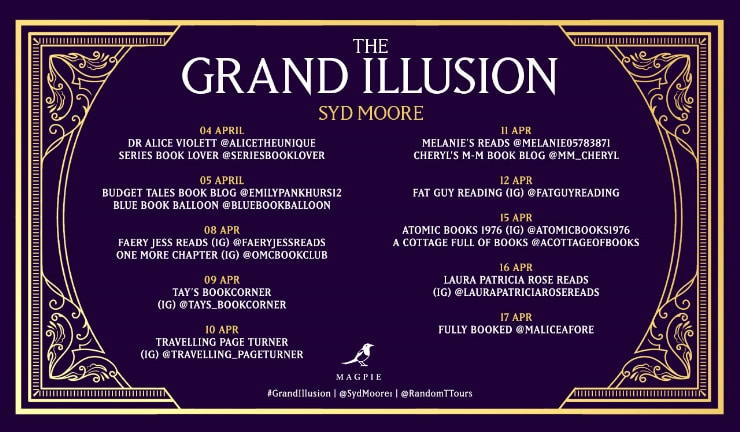 THE
GRAND ILLUSION
SYD MOORE
04 APRIL
DR ALICE VIOLETT @ALICETHEUNIQUE
SERIES BOOK LOVER @SERIESBOOKLOVER
05 APRIL
BUDGET TALES BOOK BLOG @EMILYPANKHURS12
BLUE BOOK BALLOON @BLUEBOOKBALLOON
08 APR
FAERY JESS READS (IG) @FAERYJESSREADS
ONE MORE CHAPTER (IG) @OMCBOOKCLUB
09 APR
TAY'S BOOKCORNER
(IG) @TAYS_BOOKCORNER
10 APR
TRAVELLING PAGE TURNER
(IG) @TRAVELLING_PAGETURNER
11 APR
MELANIE'S READS @MELANIE05783871
CHERYL'S M-M BOOK BLOG @MM_CHERYL
12 APR
FAT GUY READING (IG) @FATGUYREADING
15 APR
ATOMIC BOOKS 1976 (IG) @ATOMICBOOKS1976
A COTTAGE FULL OF BOOKS @ACOTTAGEOFBOOKS
16 APR
LAURA PATRICIA ROSE READS
(IG) @LAURAPATRICIAROSEREADS
17 APR
FULLY BOOKED @MALICEAFORE
MAGPIE
#GrandIllusion | @SydMoore1 | @RandomTTours